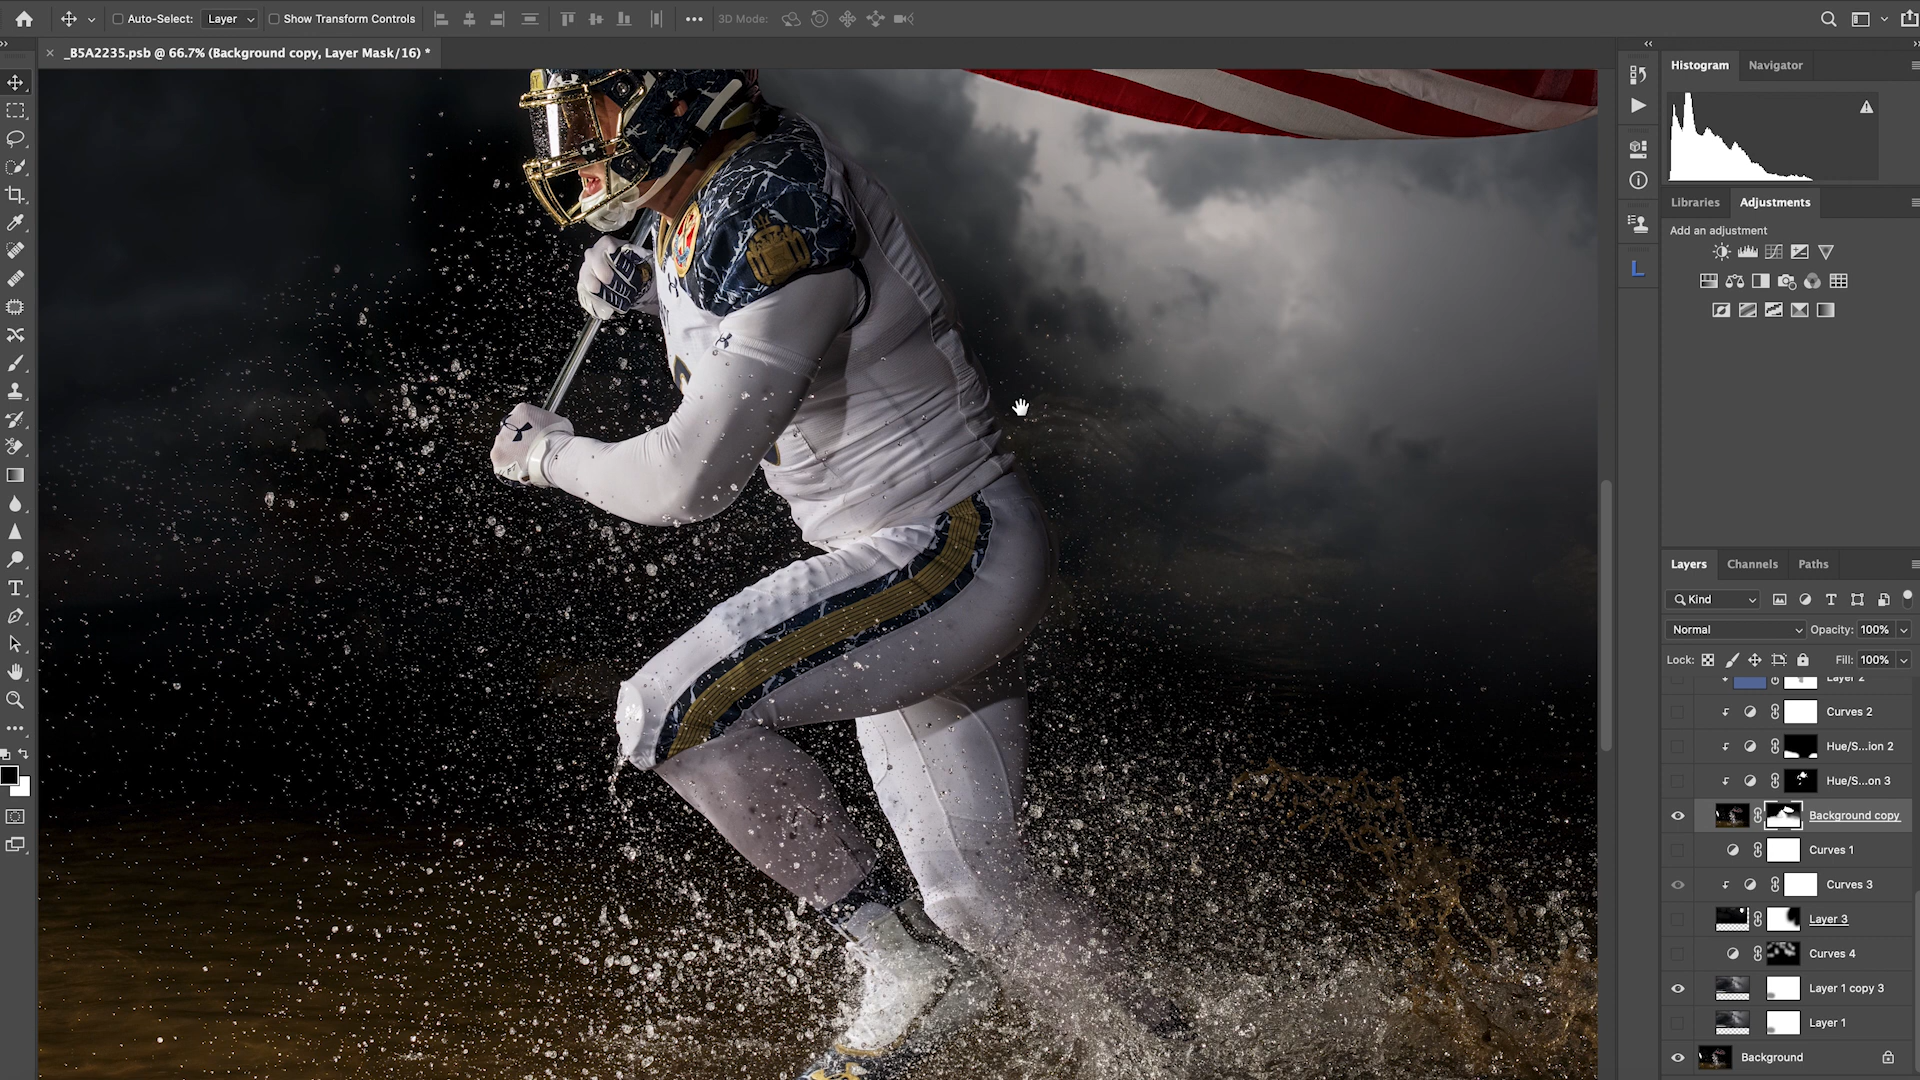 Auto-Select: Layer Show Transform Controls 3D Mode:
_B5A2235.psb @ 66.7% (Background copy, Layer Mask/16) *
Histogram Navigator
Libraries Adjustments
Add an adjustment
L
Layers Channels Paths
Kind
Normal Opacity: 100%
Lock: Fill: 100%
Layer 2
Curves 2
Hue/S...ion 2
Hue/S...on 3
Background copy
Curves 1
Curves 3
Layer 3
Curves 4
Layer 1 copy 3
Layer 1
Background